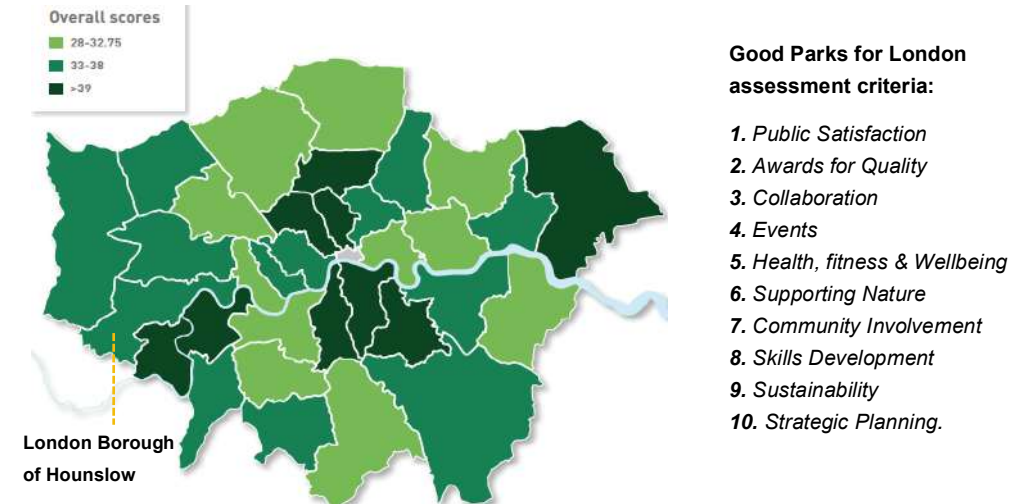 Overall scores
28-32.75
33-38
>39
London Borough
of Hounslow
Good Parks for London
assessment criteria:
1. Public Satisfaction
2. Awards for Quality
3. Collaboration
4. Events
5. Health, fitness & Wellbeing
6. Supporting Nature
7. Community Involvement
8. Skills Development
9. Sustainability
10. Strategic Planning.